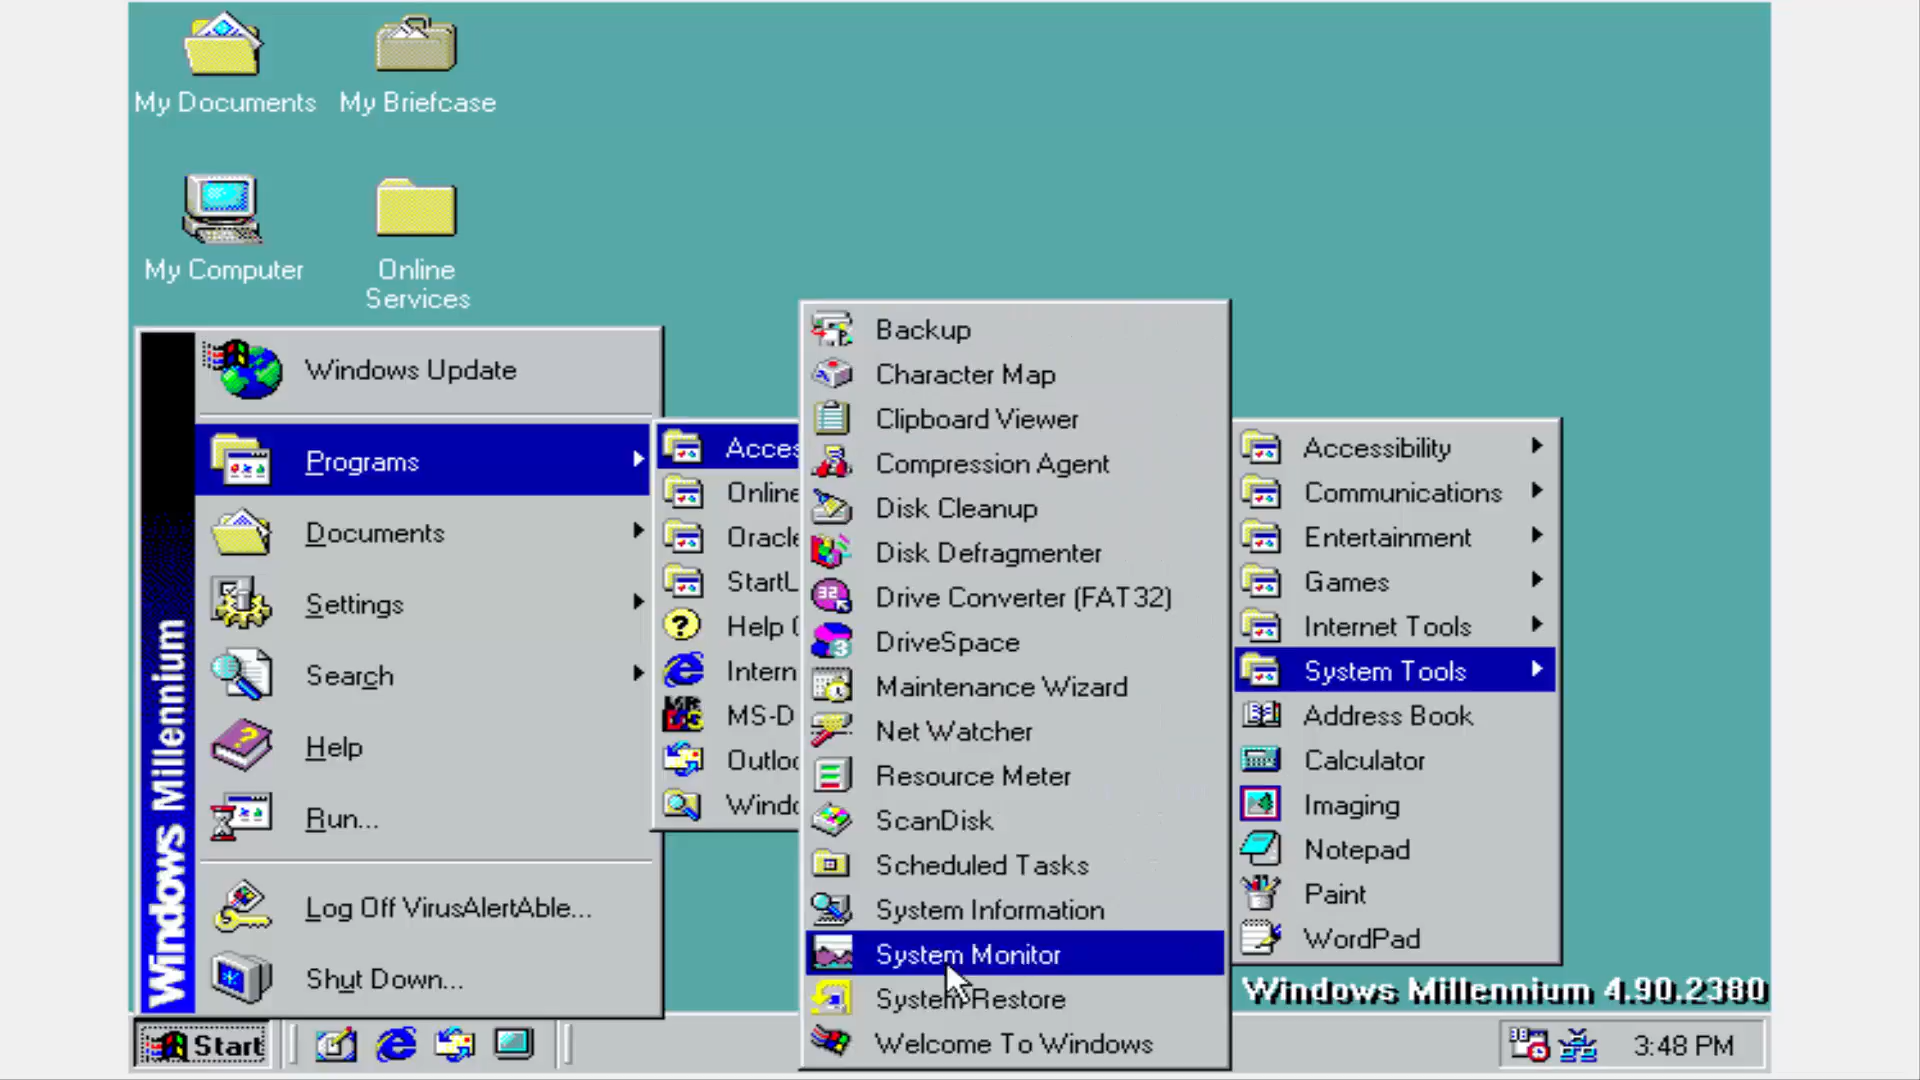 My Documents
My Briefcase
My Computer
Online
Services
Windows Millennium
Windows Update
Programs
Documents
Settings
Search
Help
Run...
Log Off VirusAlertAble...
Shut Down...
Acces
Online
Oracle
StartL
Help
Intern
MS-D
Outloo
Windo
Backup
Character Map
Clipboard Viewer
Compression Agent
Disk Cleanup
Disk Defragmenter
Drive Converter (FAT32)
DriveSpace
Maintenance Wizard
Net Watcher
Resource Meter
ScanDisk
Scheduled Tasks
System Information
System Monitor
System Restore
Welcome To Windows
Accessibility
Communications
Entertainment
Games
Internet Tools
System Tools
Address Book
Calculator
Imaging
Notepad
Paint
WordPad
Windows Millennium 4.90.2380
Start
3:48 PM